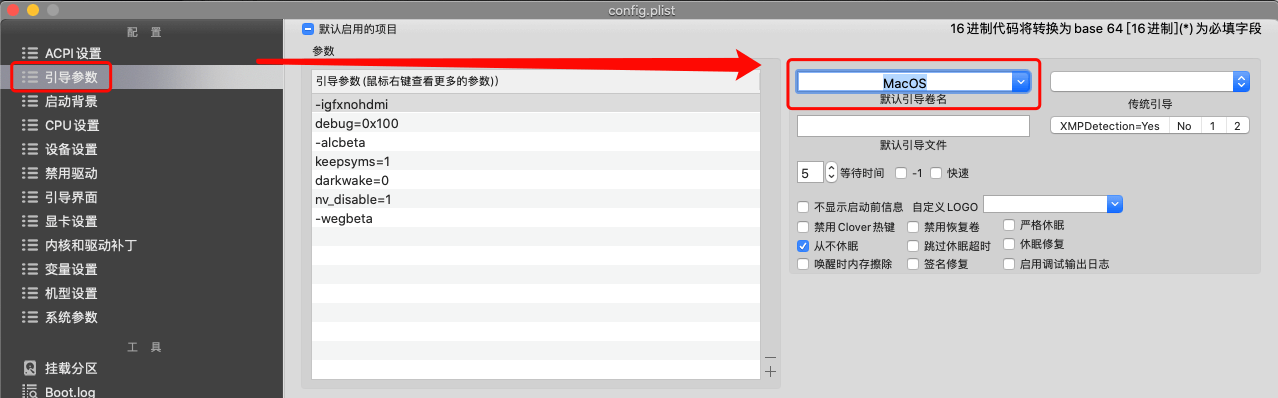 config.plist
配 置
ACPI 设置
引导参数
启动背景
CPU 设置
设备设置
禁用驱动
引导界面
显卡设置
内核和驱动补丁
变量设置
机型设置
系统参数
工 具
挂载分区
Boot.log
默认启用的项目
16进制代码将转换为 base 64 [16进制](*) 为必填字段
参数
引导参数(鼠标右键查看更多的参数))
-igfxnohdmi
debug=0x100
-alcbeta
keepsyms=1
darkwake=0
nv_disable=1
-wegbeta
MacOS
默认引导卷名
传统引导
XMPDetection=Yes No 1 2
默认引导文件
5 等待时间 -1 快速
不显示启动前信息 自定义 LOGO
禁用 Clover 热键 禁用恢复卷 严格休眠
从不休眠 跳过休眠超时 休眠修复
唤醒时内存擦除 签名修复 启用调试输出日志